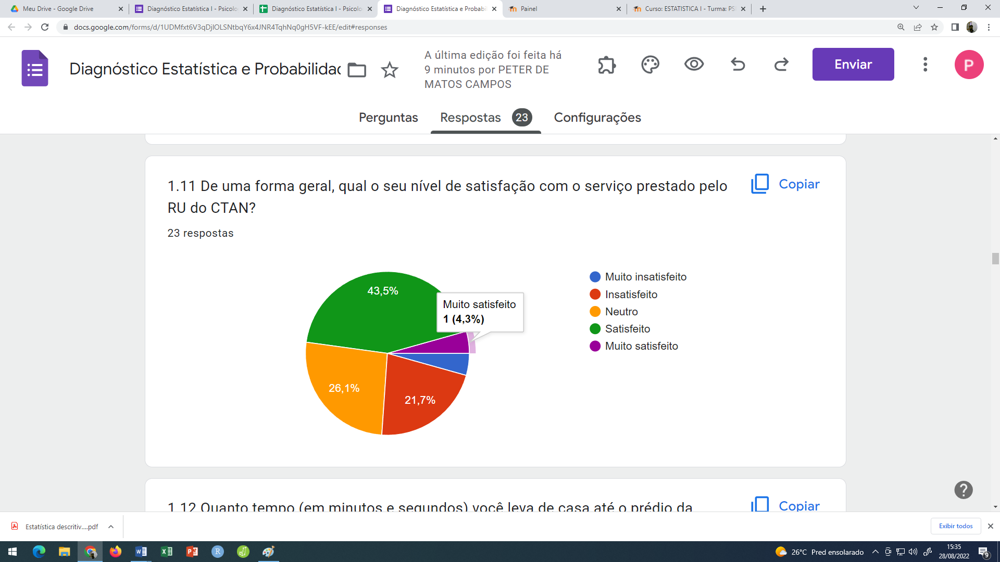 Meu Drive - Google Drive
Diagnóstico Estatística I - Psicolo
Diagnóstico Estatística I - Psicolo
Diagnóstico Estatística e Probabi
Painel
Curso: ESTATISTICA I - Turma: PS
docs.google.com/forms/d/1UDMfxt6V3qDjlOLSNtbqY6x4JNR4TqhNq0gH5VF-kEE/edit#responses
Diagnóstico Estatística e Probabilidad
A última edição foi feita há
9 minutos por PETER DE
MATOS CAMPOS
Enviar
P
Perguntas
Respostas 23
Configurações
1.11 De uma forma geral, qual o seu nível de satisfação com o serviço prestado pelo
RU do CTAN?
Copiar
23 respostas
43,5%
26,1%
21,7%
Muito satisfeito
1 (4,3%)
Muito insatisfeito
Insatisfeito
Neutro
Satisfeito
Muito satisfeito
1.12 Quanto tempo (em minutos e segundos) você leva de casa até o prédio da
Copiar
Estatística descritiv....pdf
Exibir todos
26°C Pred ensolarado
15:35
28/08/2022
9